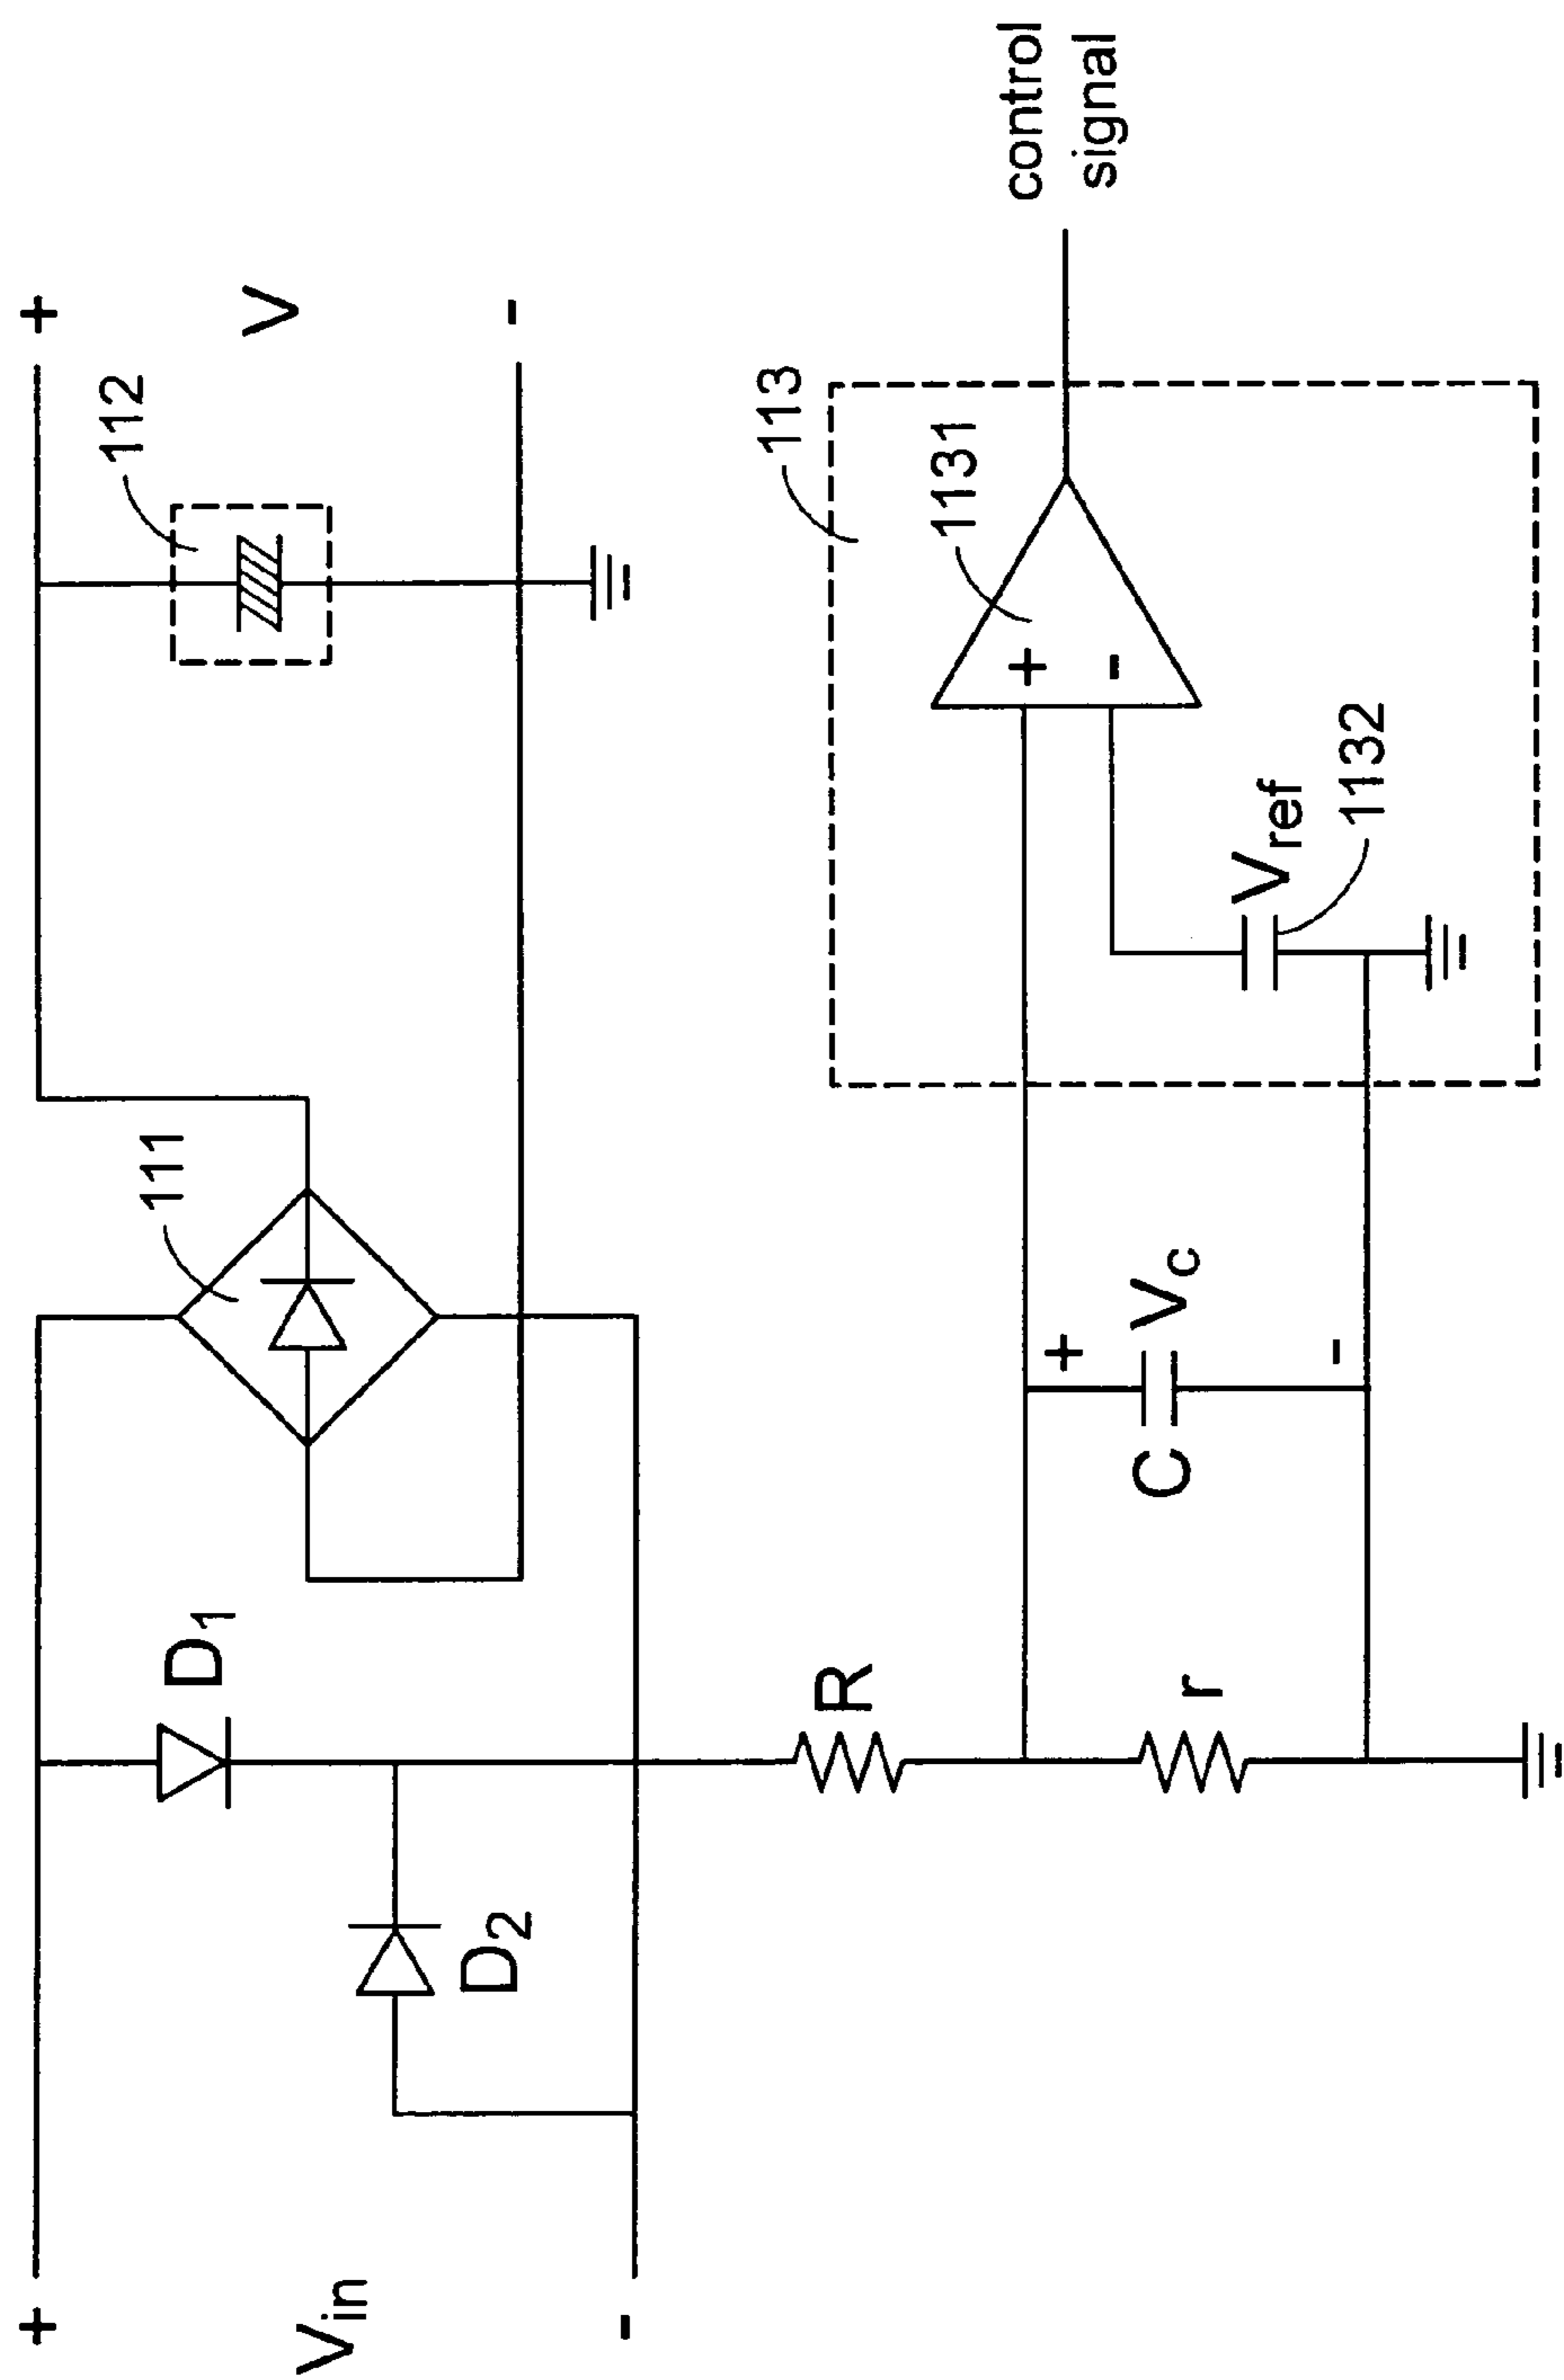 +
V
-
112
control
signal
113
1131
+
-
Vref
1132
111
+
Vc
-
C
D1
R
r
D2
+
Vin
-